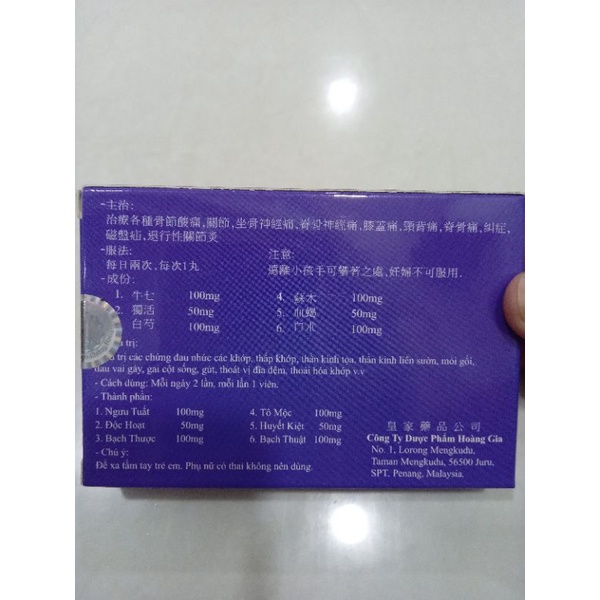 ~主治:
治療各種骨節酸痛,關節,坐骨神經痛,脊骨神經痛,膝蓋痛,頸背痛,脊骨痛,糾症,
磁盤疝,退行性關節炎
~服法:
每日兩次,每次1丸
注意:
遠離小孩手可攀著之處,妊婦不可服用.
~成份:
1. 牛七 100mg
2. 獨活 50mg
白芍 100mg
4. 蘇木 100mg
5. 血蝎 50mg
6. 100mg
trị:
trị các chứng đau nhức các khớp, thấp khớp, thần kinh tọa, thần kinh liên sườn, mỏi gối,
đau vai gáy, gai cột sống, gút, thoát vị đĩa đệm, thoái hóa khớp v.v
- Cách dùng: Mỗi ngày 2 lần, mỗi lần 1 viên.
- Thành phần:
1. Ngưu Tuất 100mg
2. Độc Hoạt 50mg
3. Bạch Thược 100mg
4. Tô Mộc 100mg
5. Huyết Kiệt 50mg
6. Bạch Thuật 100mg
- Chú ý:
Để xa tầm tay trẻ em. Phụ nữ có thai không nên dùng.
皇家藥品公司
Công Ty Dược Phẩm Hoàng Gia
No. 1, Lorong Mengkudu,
Taman Mengkudu, 56500 Juru,
SPT, Penang, Malaysia.